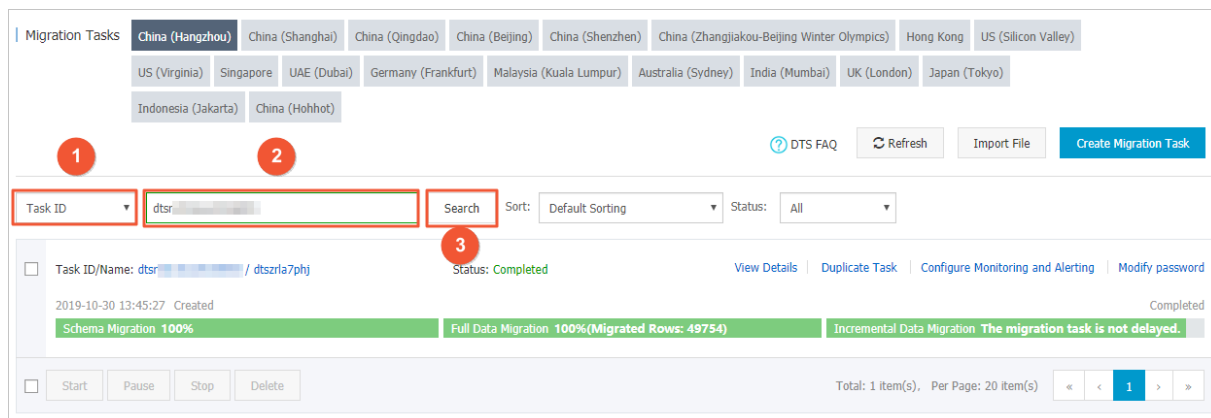 Migration Tasks China (Hangzhou) China (Shanghai) China (Qingdao) China (Beijing) China (Shenzhen) China (Zhangjiakou-Beijing Winter Olympics) Hong Kong US (Silicon Valley)
US (Virginia) Singapore UAE (Dubai) Germany (Frankfurt) Malaysia (Kuala Lumpur) Australia (Sydney) India (Mumbai) UK (London) Japan (Tokyo)
Indonesia (Jakarta) China (Hohhot)
1 2 ? DTS FAQ Refresh Import File Create Migration Task
Task ID dtsr Search Sort: Default Sorting Status: All
3
Task ID/Name: dtsr / dtszrla7phj Status: Completed View Details Duplicate Task Configure Monitoring and Alerting Modify password
2019-10-30 13:45:27 Created Completed
Schema Migration 100% Full Data Migration 100%(Migrated Rows: 49754) Incremental Data Migration The migration task is not delayed.
Start Pause Stop Delete Total: 1 item(s), Per Page: 20 item(s) « ‹ 1 › »